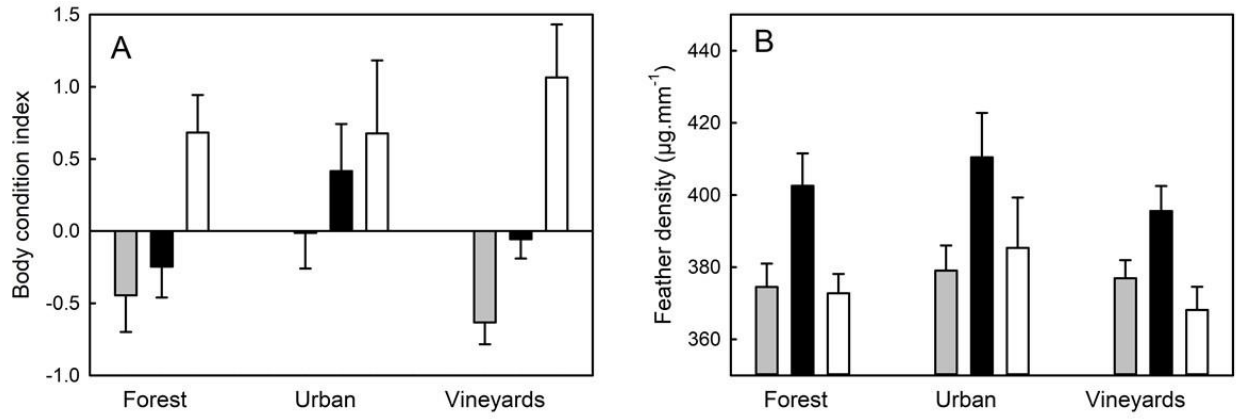 A
Body condition index
1.5
1.0
0.5
0.0
-0.5
-1.0
Forest Urban Vineyards
B
Feather density (µg.mm⁻¹)
440
420
400
380
360
Forest Urban Vineyards